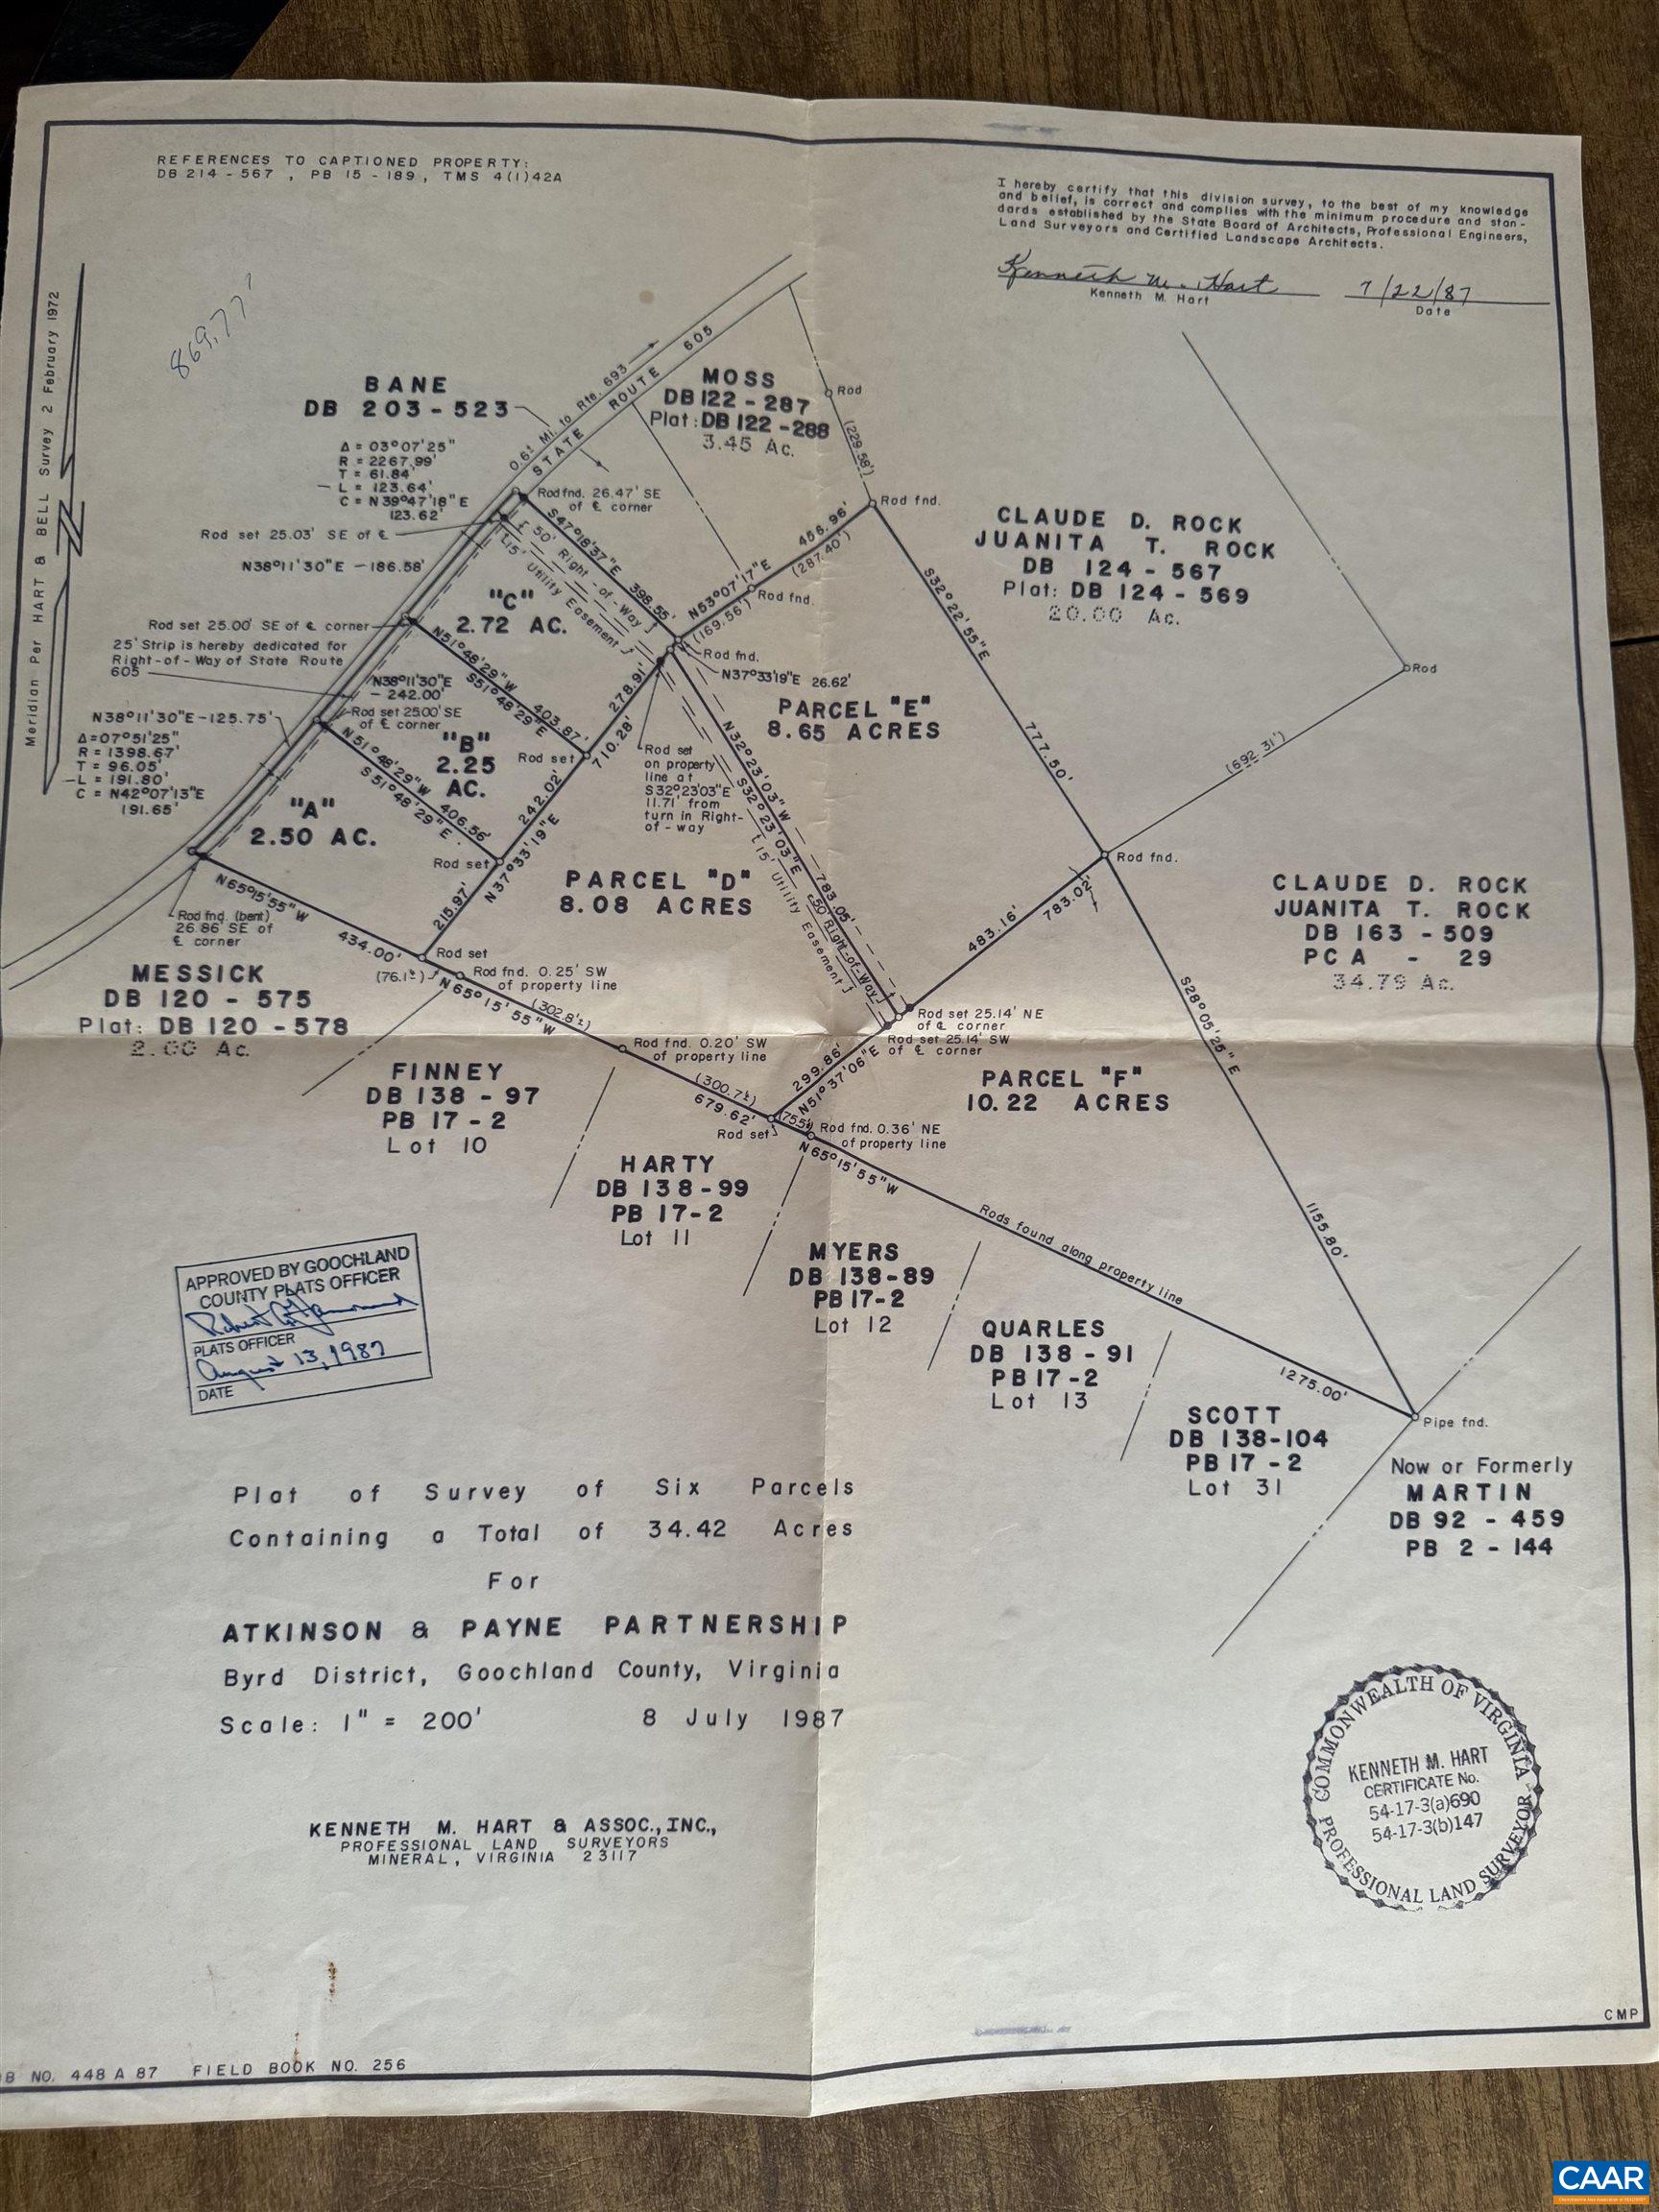 REFERENCES TO CAPTIONED PROPERTY:
DB 214 - 567 , PB 15 - 189 , TMS 4(1)42A
I hereby certify that this division survey, to the best of my knowledge
and belief, is correct and complies with the minimum procedure and stan-
dards established by the State Board of Architects, Professional Engineers,
Land Surveyors and Certified Landscape Architects.
Kenneth M. Hart
Kenneth M. Hart
7/22/87
Date
Meridian Per HART & BELL Survey 2 February 1972
N
869.77'
BANE
DB 203-523
Δ = 03°07'25"
R = 2267.99'
T = 61.84'
L = 123.64'
C = N39°47'18"E
123.62'
0.6± Mi. to Rte. 693
STATE ROUTE 605
MOSS
DB 122 - 287
Plat: DB 122 - 288
3.45 Ac.
Rod
(229.58')
Rod fnd. 26.47' SE
of ℄ corner
Rod set 25.03' SE of ℄
N38°11'30"E - 186.58'
S47°18'37"E 398.55'
50' Right-of-Way
15' Utility Easement
N53°07'17"E
456.96'
(287.40')
(169.56')
Rod fnd.
Rod fnd.
Rod fnd.
N37°33'19"E 26.62'
CLAUDE D. ROCK
JUANITA T. ROCK
DB 124 - 567
Plat: DB 124 - 569
20.00 Ac.
S32°22'55"E
777.50'
Rod
(692.31')
"C"
2.72 AC.
Rod set 25.00' SE of ℄ corner
25' Strip is hereby dedicated for
Right-of-Way of State Route
605
N51°48'29"W
S51°48'29"E
403.87'
278.91'
710.28'
N38°11'30"E
- 242.00'
Rod set 25.00' SE
of ℄ corner
N38°11'30"E-125.75'
Δ=07°51'25"
R = 1398.67'
T = 96.05'
L = 191.80'
C = N42°07'13"E
191.65'
"B"
2.25
AC.
Rod set
N51°48'29"W
S51°48'29"E
406.56'
242.02'
N37°33'19"E
Rod set
on property
line at
S32°23'03"E
11.71' from
turn in Right-
of-way
PARCEL "E"
8.65 ACRES
N32°23'03"W
S32°23'03"E
783.05'
50' Right-of-Way
15' Utility Easement
"A"
2.50 AC.
Rod set
215.97'
PARCEL "D"
8.08 ACRES
Rod fnd.
783.02'
483.16'
N65°15'55"W
434.00'
Rod fnd. (bent)
26.86' SE of
℄ corner
Rod set
(76.1'±)
Rod fnd. 0.25' SW
of property line
N65°15'55"W
(302.8'±)
CLAUDE D. ROCK
JUANITA T. ROCK
DB 163 - 509
PC A - 29
34.79 Ac.
MESSICK
DB 120 - 575
Plat: DB 120 - 578
2.00 Ac.
S28°05'25"E
1155.80'
Rod set 25.14' NE
of ℄ corner
Rod set 25.14' SW
of ℄ corner
Rod fnd. 0.20' SW
of property line
299.86'
N51°37'06"E
(300.7'±)
679.62'
(75.5'±)
Rod set
Rod fnd. 0.36' NE
of property line
N65°15'55"W
PARCEL "F"
10.22 ACRES
FINNEY
DB 138 - 97
PB 17 - 2
Lot 10
HARTY
DB 138-99
PB 17-2
Lot 11
Rods found along property line
1275.00'
Pipe fnd.
MYERS
DB 138-89
PB 17-2
Lot 12
QUARLES
DB 138 - 91
PB 17-2
Lot 13
SCOTT
DB 138-104
PB 17 - 2
Lot 31
Now or Formerly
MARTIN
DB 92 - 459
PB 2 - 144
APPROVED BY GOOCHLAND
COUNTY PLATS OFFICER
PLATS OFFICER
August 13, 1987
DATE
Plat of Survey of Six Parcels
Containing a Total of 34.42 Acres
For
ATKINSON & PAYNE PARTNERSHIP
Byrd District, Goochland County, Virginia
Scale: 1" = 200' 8 July 1987
KENNETH M. HART & ASSOC., INC.,
PROFESSIONAL LAND SURVEYORS
MINERAL, VIRGINIA 23117
COMMONWEALTH OF VIRGINIA
KENNETH M. HART
CERTIFICATE No.
54-17-3(a)690
54-17-3(b)147
PROFESSIONAL LAND SURVEYOR
CMP
NO. 448 A 87 FIELD BOOK NO. 256
CAAR